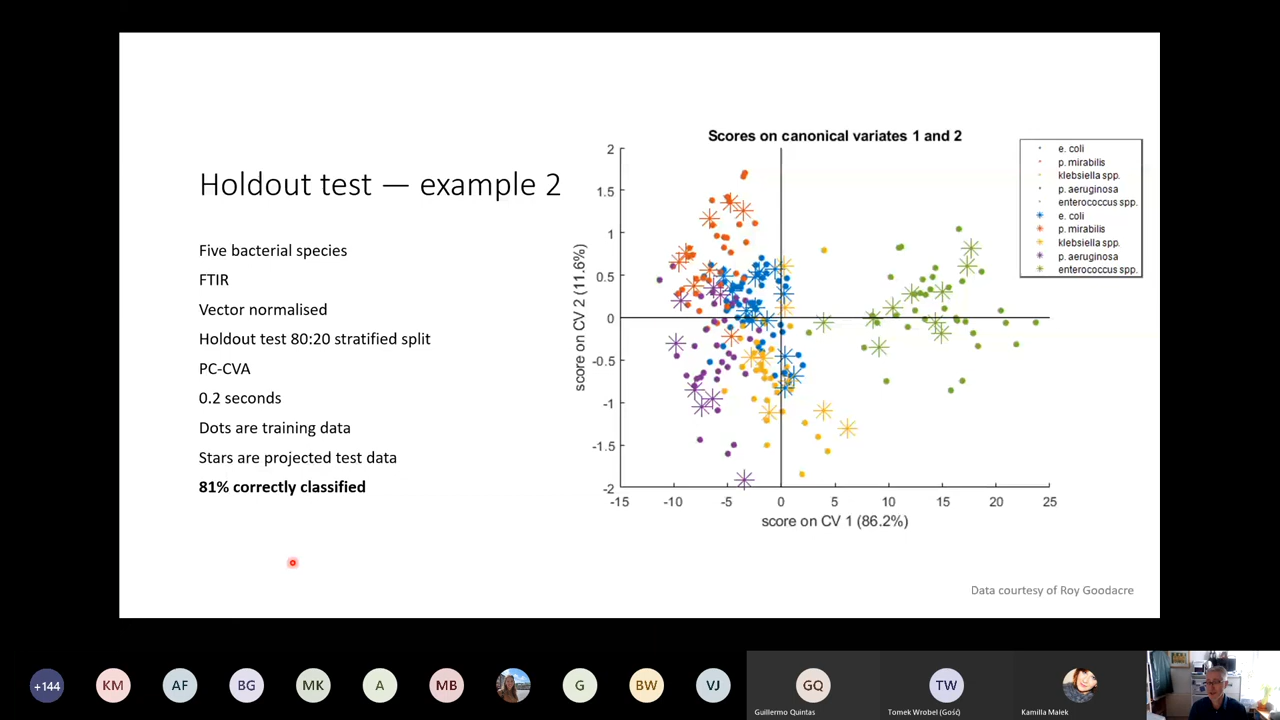 Holdout test — example 2
Five bacterial species
FTIR
Vector normalised
Holdout test 80:20 stratified split
PC-CVA
0.2 seconds
Dots are training data
Stars are projected test data
81% correctly classified
Scores on canonical variates 1 and 2
score on CV 2 (11.6%)
2
1.5
1
0.5
0
-0.5
-1
-1.5
-2
-15
-10
-5
0
5
10
15
20
25
score on CV 1 (86.2%)
e. coli
p. mirabilis
klebsiella spp.
p. aeruginosa
enterococcus spp.
e. coli
p. mirabilis
klebsiella spp.
p. aeruginosa
enterococcus spp.
Data courtesy of Roy Goodacre
+144
KM
AF
BG
MK
A
MB
G
BW
VJ
GQ
Guillermo Quintas
TW
Tomek Wrobel (Gość)
Kamilla Małek